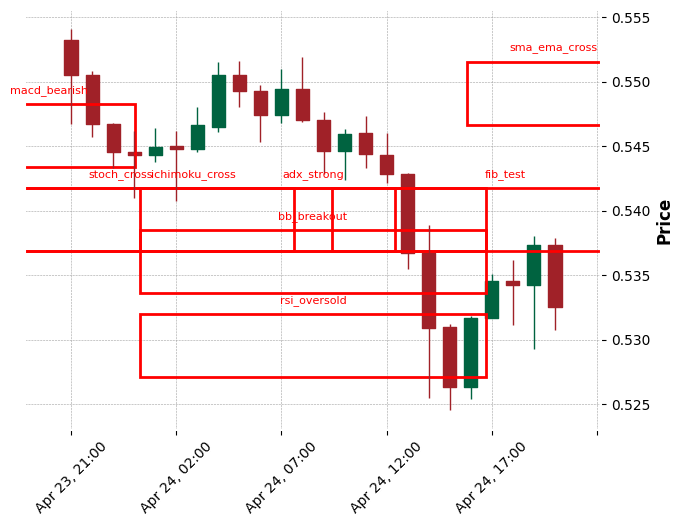 0.555
sma_ema_cross
0.550
macd_bearish
0.545
stoch_cross
ichimoku_cross
adx_strong
fib_test
0.540
bb_breakout
Price
0.535
rsi_oversold
0.530
0.525
Apr 23, 21:00
Apr 24, 02:00
Apr 24, 07:00
Apr 24, 12:00
Apr 24, 17:00